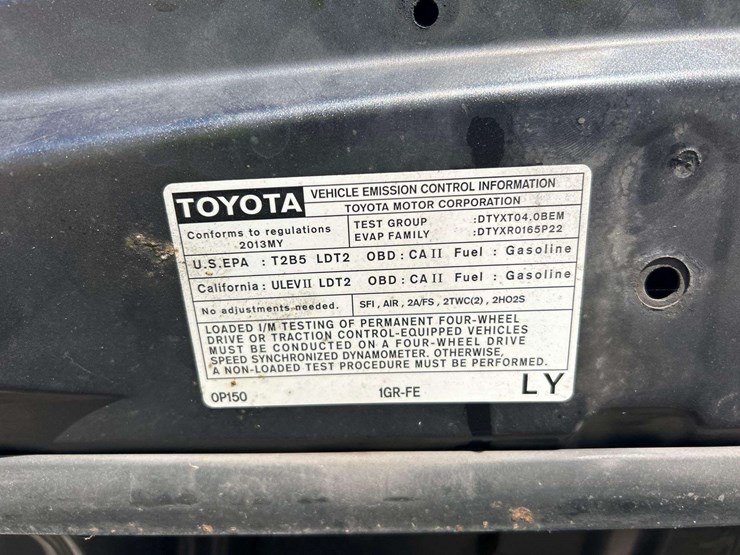 TOYOTA
VEHICLE EMISSION CONTROL INFORMATION
TOYOTA MOTOR CORPORATION
Conforms to regulations
2013MY
TEST GROUP :DTYXT04.0BEM
EVAP FAMILY :DTYXR0165P22
U.S.EPA : T2B5 LDT2 OBD : CA II Fuel : Gasoline
California : ULEV II LDT2 OBD : CA II Fuel : Gasoline
No adjustments needed.
SFI , AIR , 2A/FS , 2TWC(2) , 2HO2S
LOADED I/M TESTING OF PERMANENT FOUR-WHEEL
DRIVE OR TRACTION CONTROL-EQUIPPED VEHICLES
MUST BE CONDUCTED ON A FOUR-WHEEL DRIVE
SPEED SYNCHRONIZED DYNAMOMETER. OTHERWISE,
A NON-LOADED TEST PROCEDURE MUST BE PERFORMED.
0P150 1GR-FE LY